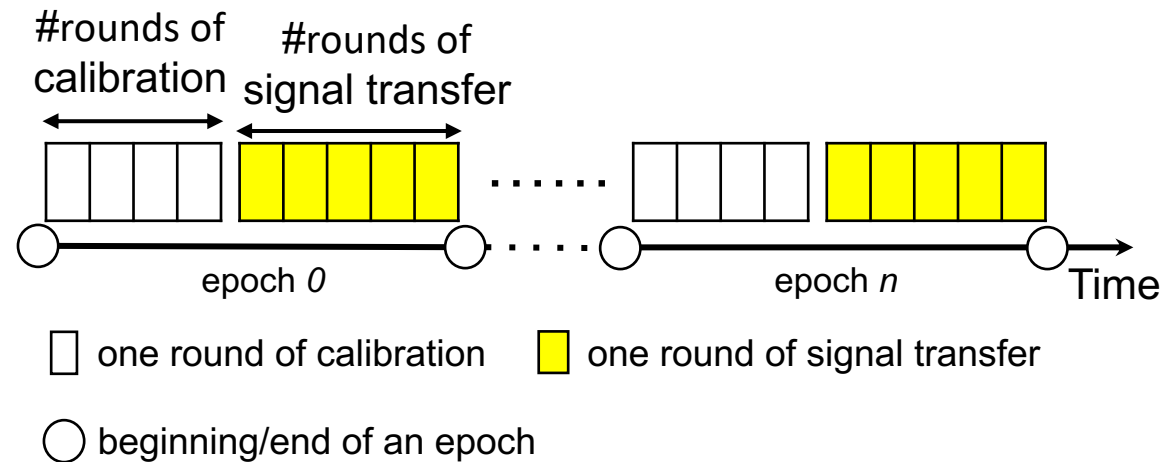 #rounds of
calibration
#rounds of
signal transfer
epoch 0
epoch n
Time
one round of calibration
one round of signal transfer
beginning/end of an epoch